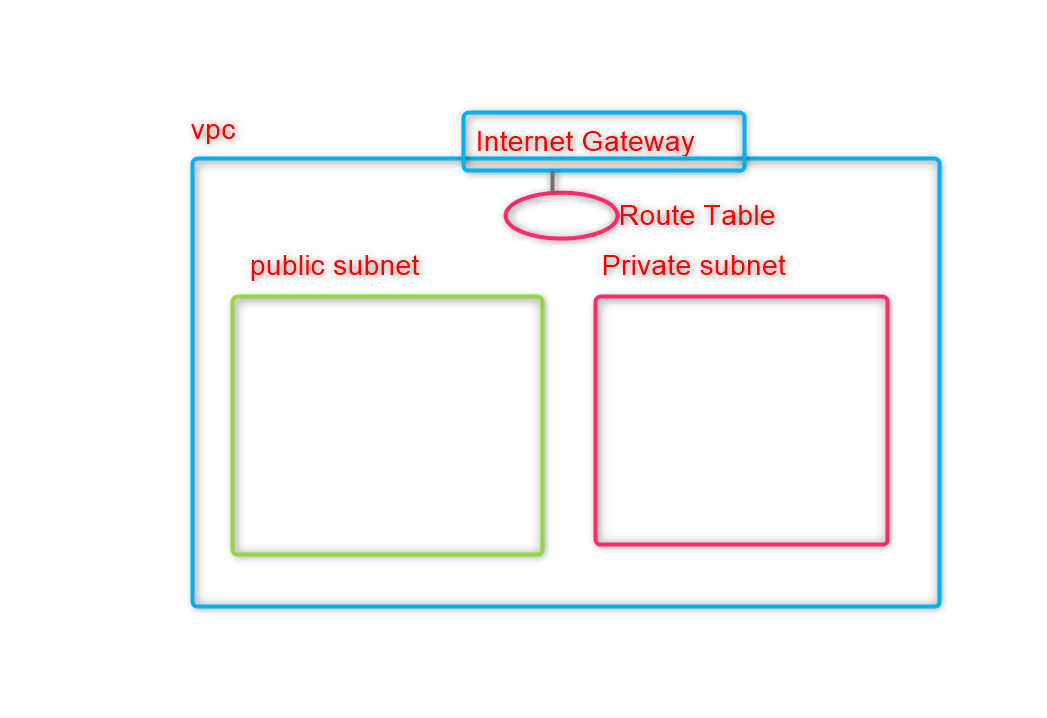 vpc
Internet Gateway
Route Table
public subnet
Private subnet